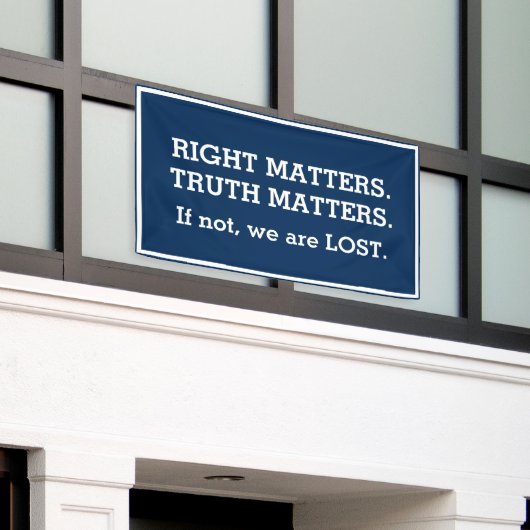 RIGHT MATTERS.
TRUTH MATTERS.
If not, we are LOST.